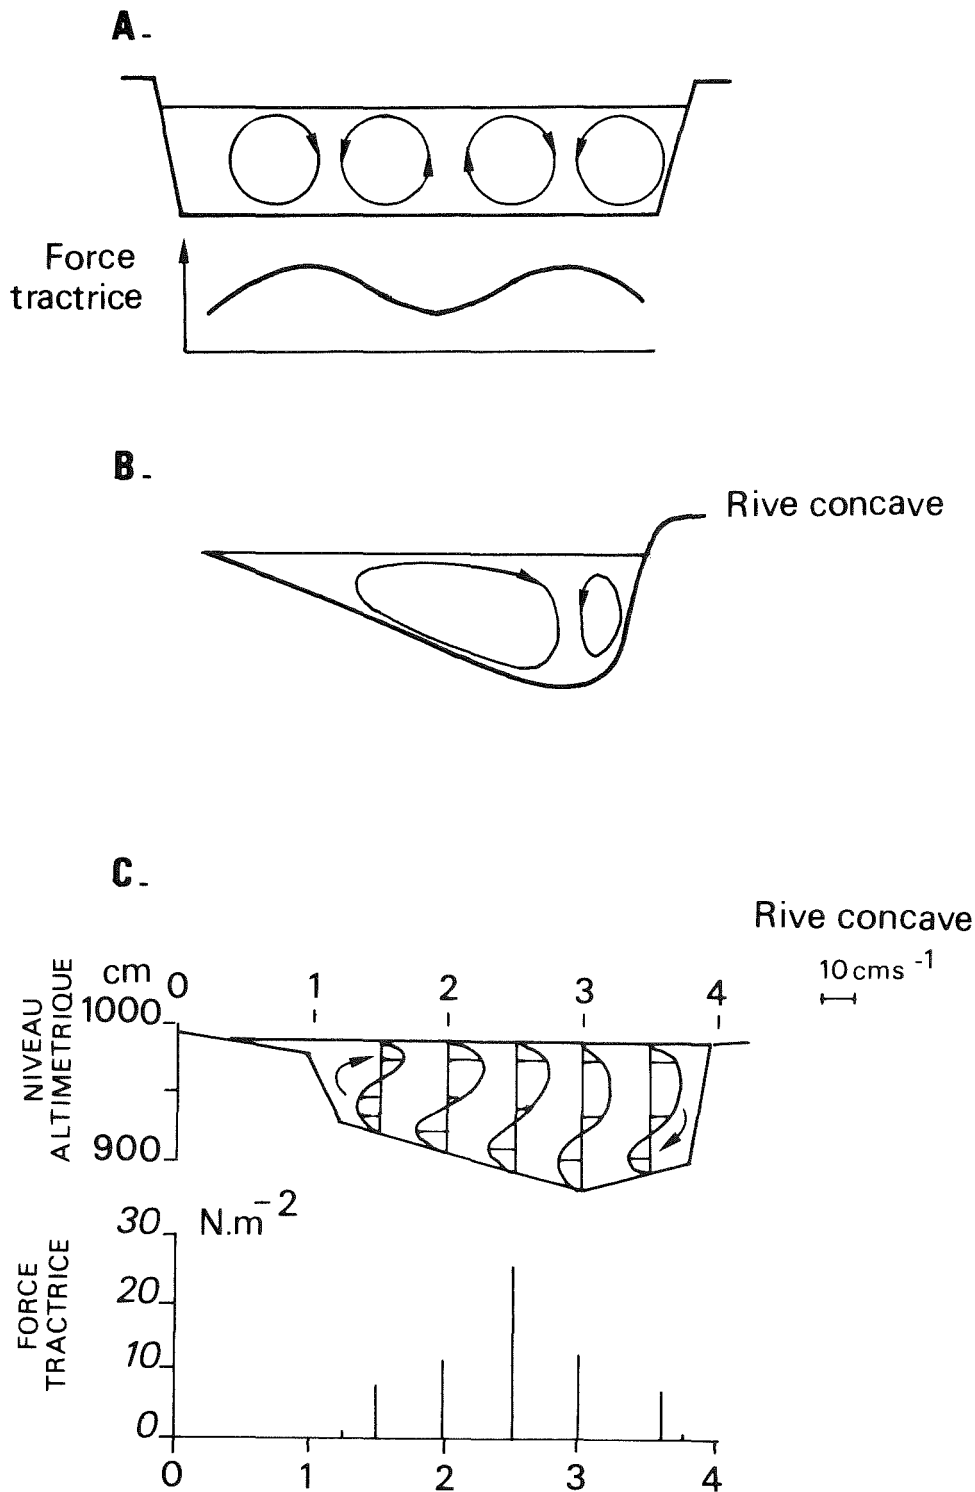 A-
Force
tractrice
B-
Rive concave
C-
Rive concave
10 cms -1
cm 0 1 2 3 4
1000
900
NIVEAU
ALTIMETRIQUE
N.m-2
30
20
10
0
FORCE
TRACTRICE
0 1 2 3 4